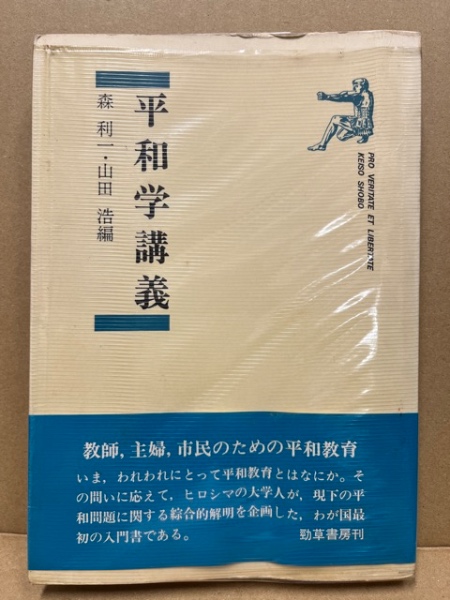 平和学講義
森 利一・山田 浩編
PRO VERITATE ET LIBERTATE
KEISO SHOBO
教師,主婦,市民のための平和教育
いま,われわれにとって平和教育とはなにか。そ
の問いに応えて,ヒロシマの大学人が,現下の平
和問題に関する綜合的解明を企画した,わが国最
初の入門書である。 勁草書房刊